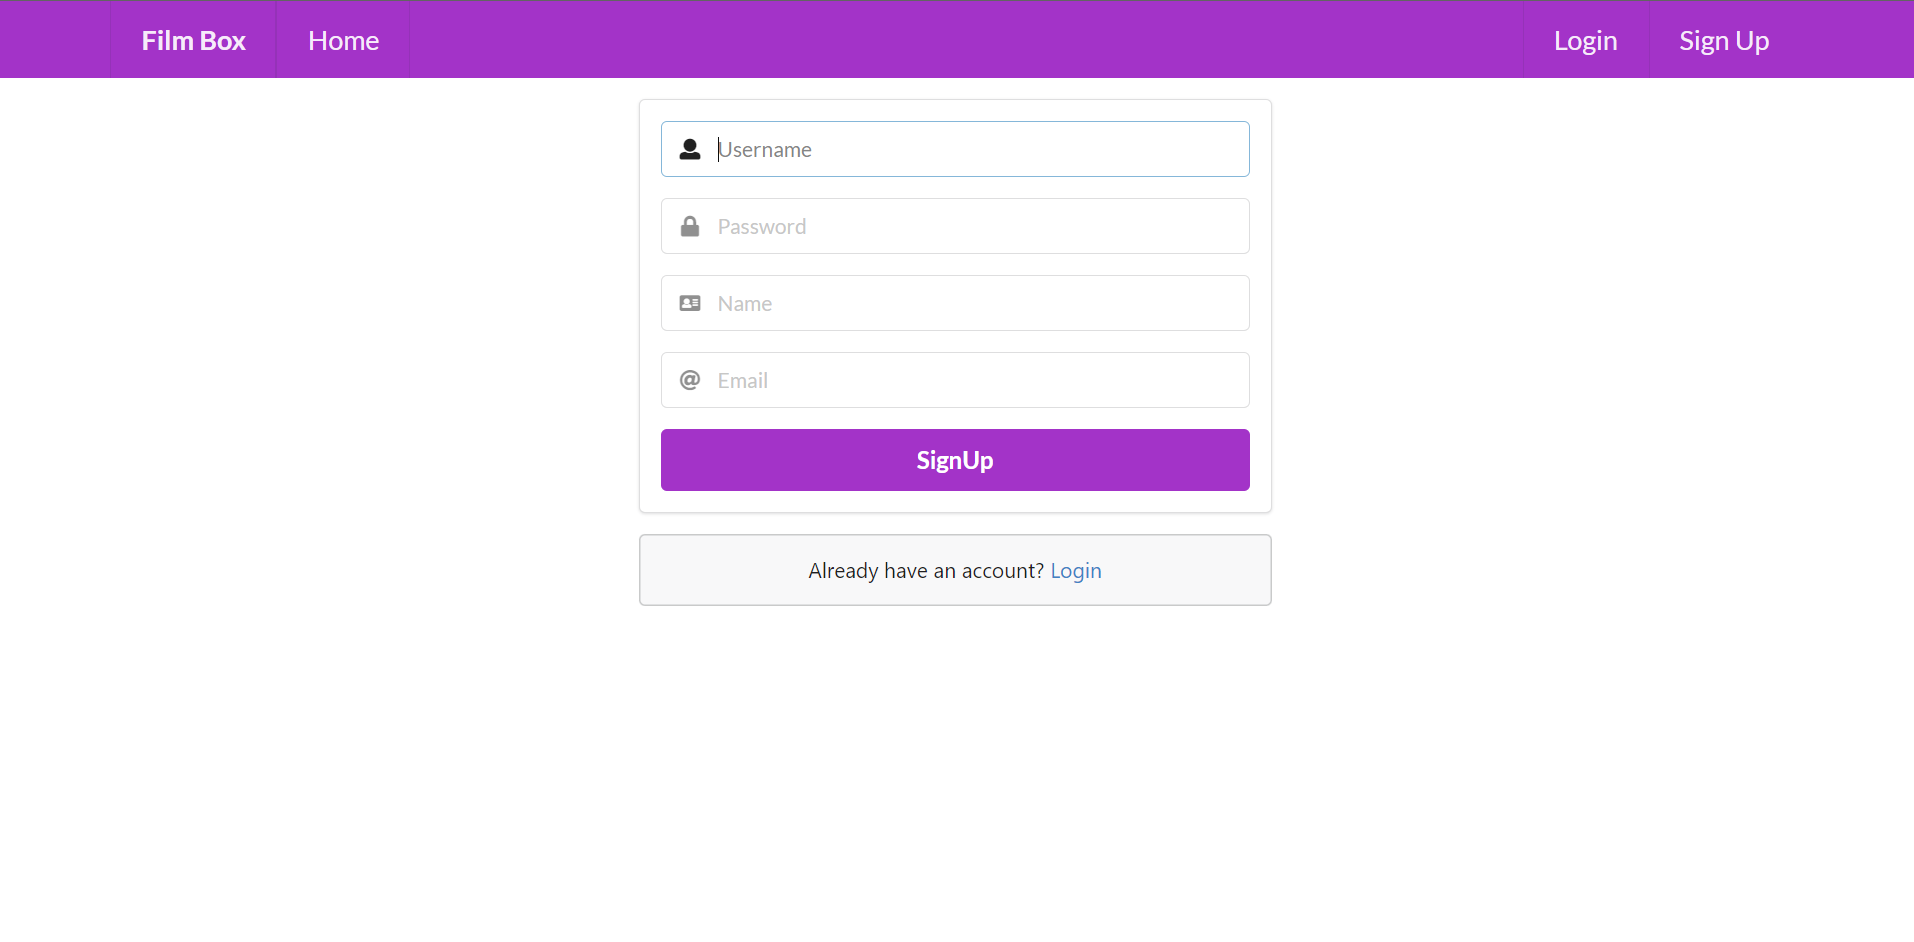 Film Box Home Login Sign Up
Username
Password
Name
Email
SignUp
Already have an account? Login